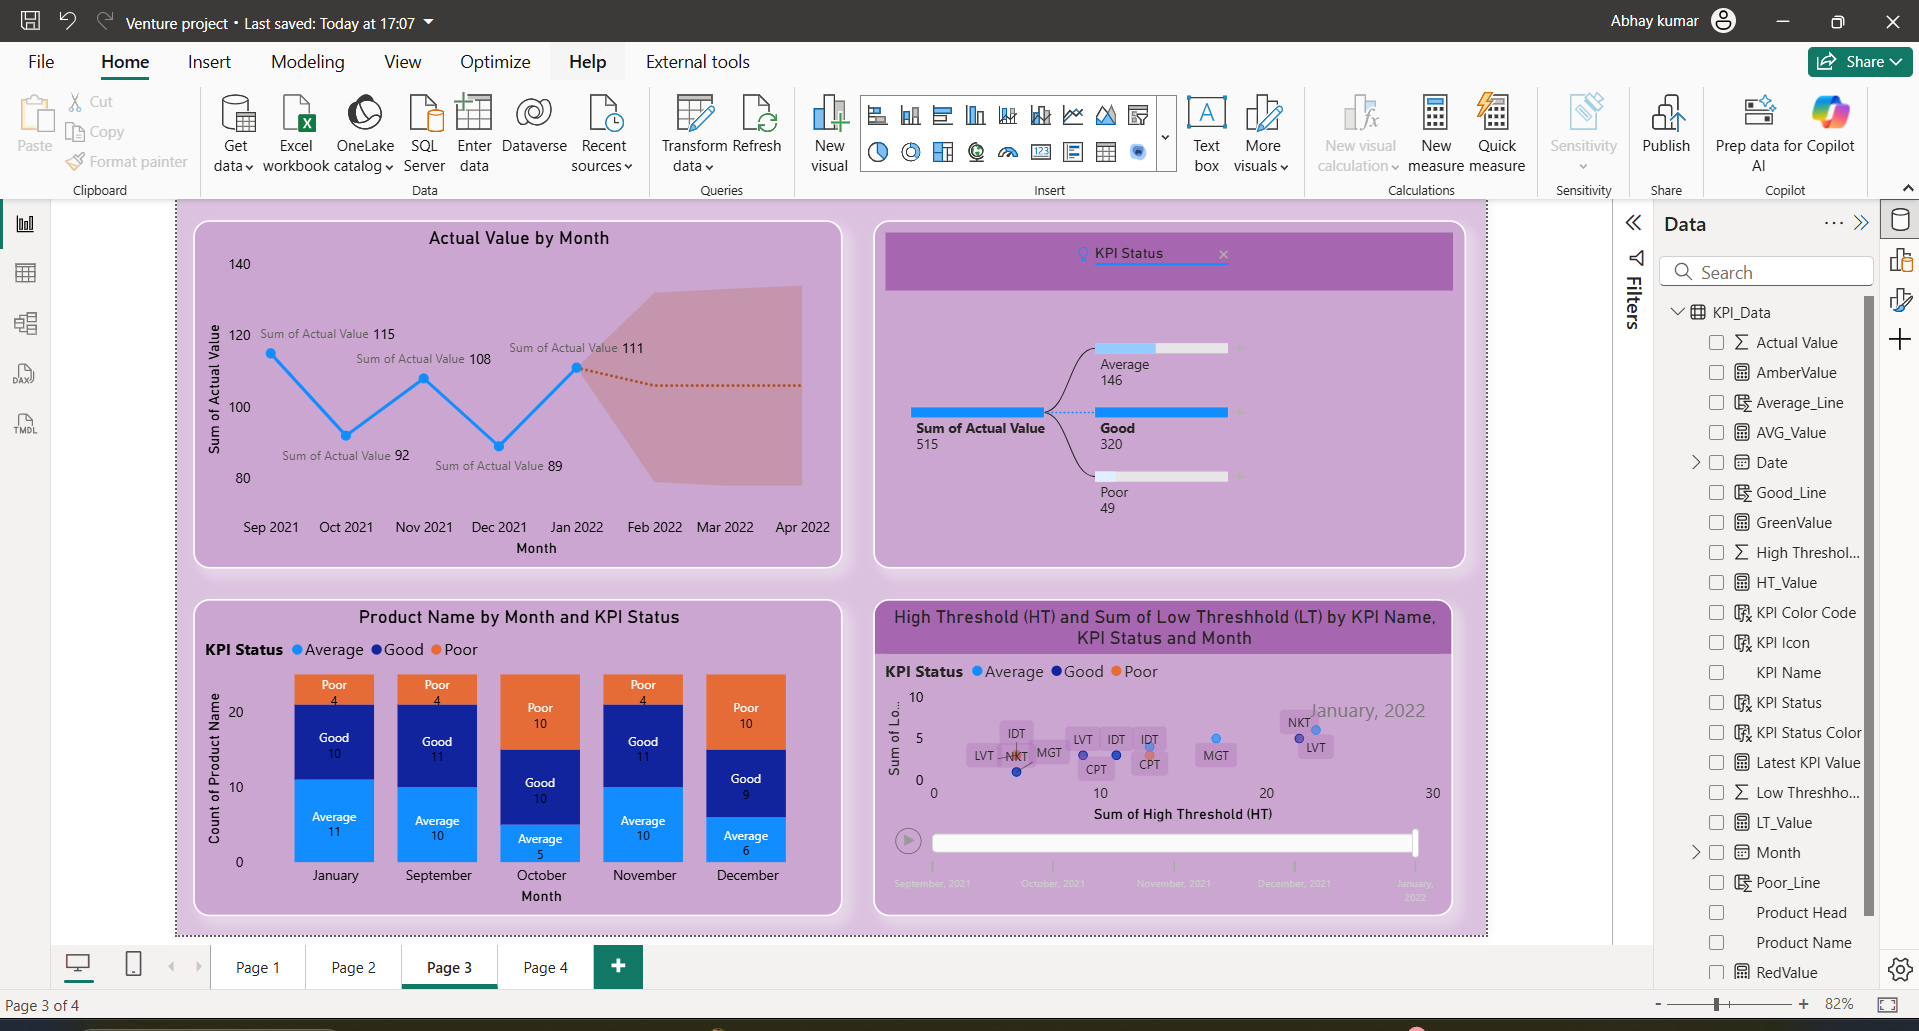 Venture project • Last saved: Today at 17:07
Abhay kumar
File Home Insert Modeling View Optimize Help External tools
Share
Paste
Cut
Copy
Format painter
Clipboard
Get data
Excel workbook
OneLake catalog
SQL Server
Enter data
Dataverse
Recent sources
Data
Transform data
Refresh
Queries
New visual
123
A
Text box
More visuals
Insert
New visual calculation
New measure
Quick measure
Calculations
Sensitivity
Sensitivity
Publish
Share
Prep data for AI
Copilot
Copilot
DAX
TMDL
Actual Value by Month
Sum of Actual Value
140
120
100
80
Sum of Actual Value 115
Sum of Actual Value 92
Sum of Actual Value 108
Sum of Actual Value 89
Sum of Actual Value 111
Sep 2021 Oct 2021 Nov 2021 Dec 2021 Jan 2022 Feb 2022 Mar 2022 Apr 2022
Month
KPI Status
Sum of Actual Value
515
Average
146
Good
320
Poor
49
Product Name by Month and KPI Status
KPI Status Average Good Poor
Count of Product Name
20
10
0
Poor
4
Good
10
Average
11
Poor
4
Good
11
Average
10
Poor
10
Good
10
Average
5
Poor
4
Good
11
Average
10
Poor
10
Good
9
Average
6
January September October November December
Month
High Threshold (HT) and Sum of Low Threshhold (LT) by KPI Name,
KPI Status and Month
KPI Status Average Good Poor
Sum of Lo...
10
5
0
January, 2022
IDT
LVT
NKT
MGT
LVT
IDT
IDT
CPT
CPT
MGT
NKT
LVT
0 10 20 30
Sum of High Threshold (HT)
September, 2021 October, 2021 November, 2021 December, 2021 January, 2022
Filters
Data
Search
KPI_Data
Actual Value
AmberValue
Average_Line
AVG_Value
Date
Good_Line
GreenValue
High Threshol...
HT_Value
KPI Color Code
KPI Icon
KPI Name
KPI Status
KPI Status Color
Latest KPI Value
Low Threshho...
LT_Value
Month
Poor_Line
Product Head
Product Name
RedValue
Page 1 Page 2 Page 3 Page 4
Page 3 of 4
82%